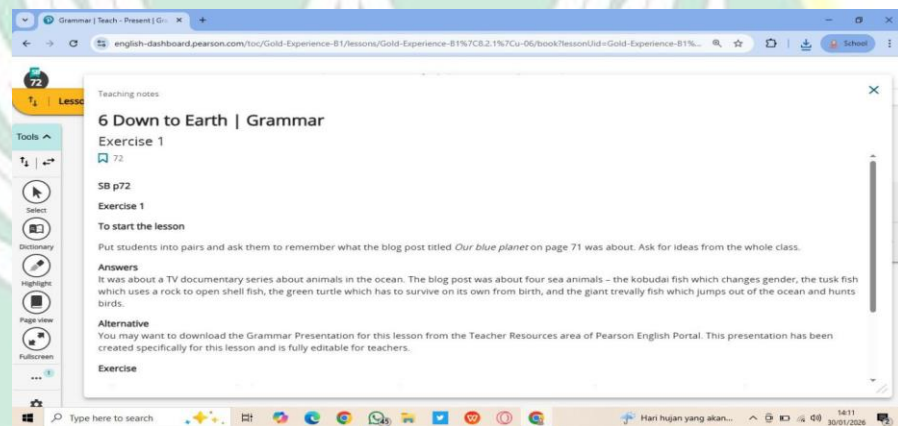 Grammar | Teach - Present | Gr
english-dashboard.pearson.com/toc/Gold-Experience-B1/lessons/Gold-Experience-B1%7C8.2.1%7Cu-06/book?lessonUid=Gold-Experience-B1%...
School
SB
72
Lesso
Teaching notes
6 Down to Earth | Grammar
Exercise 1
72
SB p72
Exercise 1
To start the lesson
Put students into pairs and ask them to remember what the blog post titled Our blue planet on page 71 was about. Ask for ideas from the whole class.
Answers
It was about a TV documentary series about animals in the ocean. The blog post was about four sea animals – the kobudai fish which changes gender, the tusk fish
which uses a rock to open shell fish, the green turtle which has to survive on its own from birth, and the giant trevally fish which jumps out of the ocean and hunts
birds.
Alternative
You may want to download the Grammar Presentation for this lesson from the Teacher Resources area of Pearson English Portal. This presentation has been
created specifically for this lesson and is fully editable for teachers.
Exercise
Tools
Select
Dictionary
Highlight
Page view
Fullscreen
Type here to search
Hari hujan yang akan...
14:11
30/01/2026